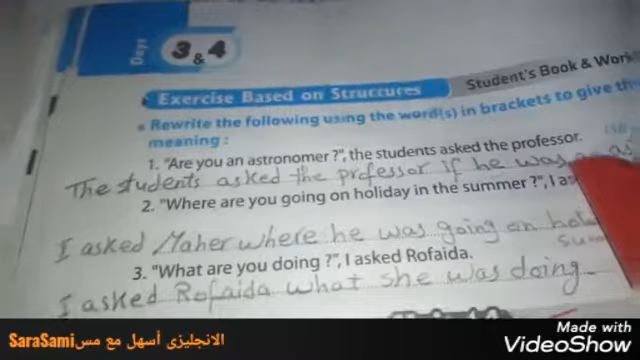 Days
3 & 4
Exercise Based on Structures
Student's Book & Work
Rewrite the following using the word(s) in brackets to give the
meaning :
1. "Are you an astronomer ?", the students asked the professor.
The students asked the professor if he was
2. "Where are you going on holiday in the summer ?", I
I asked Maher where he was going on
3. "What are you doing ?", I asked Rofaida.
I asked Rofaida what she was doing.
الانجليزى أسهل مع مس SaraSami
Made with
VideoShow